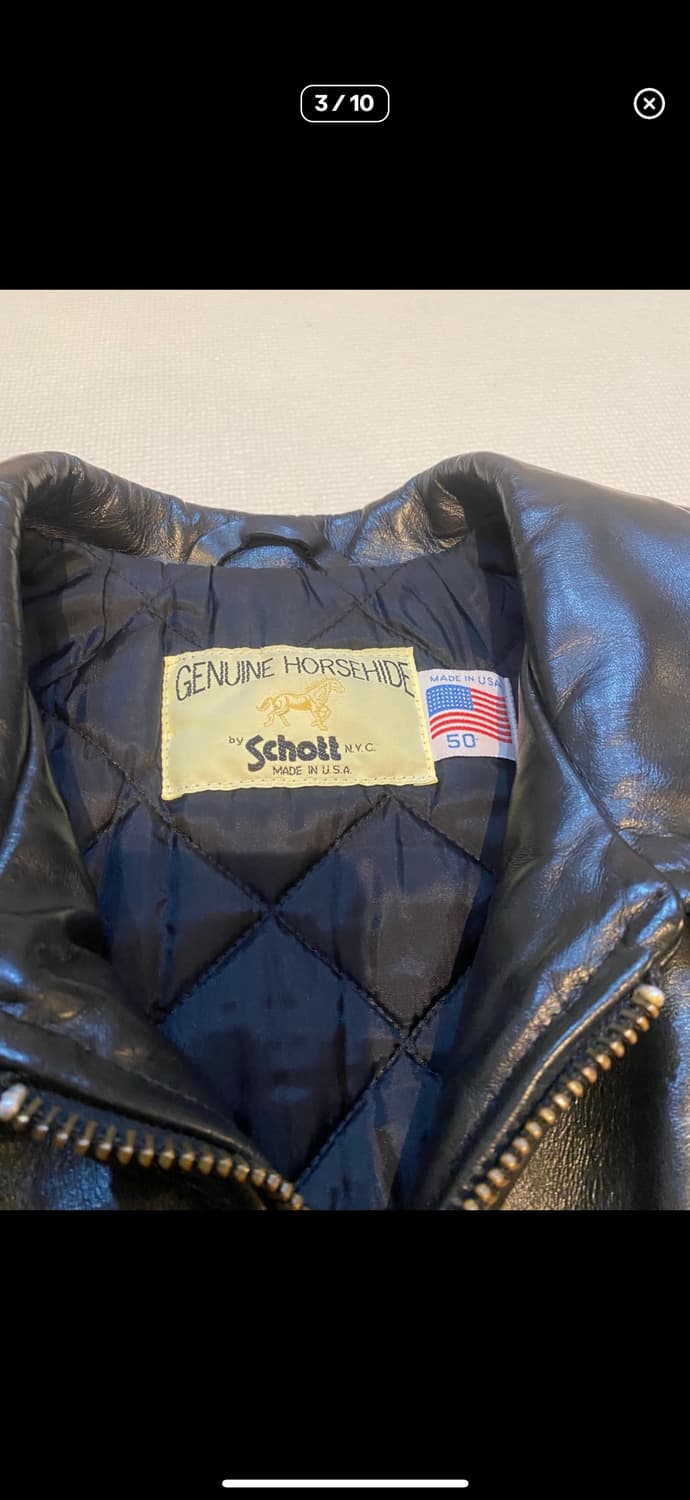 3/10
GENUINE HORSEHIDE
by Schott N.Y.C.
MADE IN U.S.A.
MADE IN USA
50